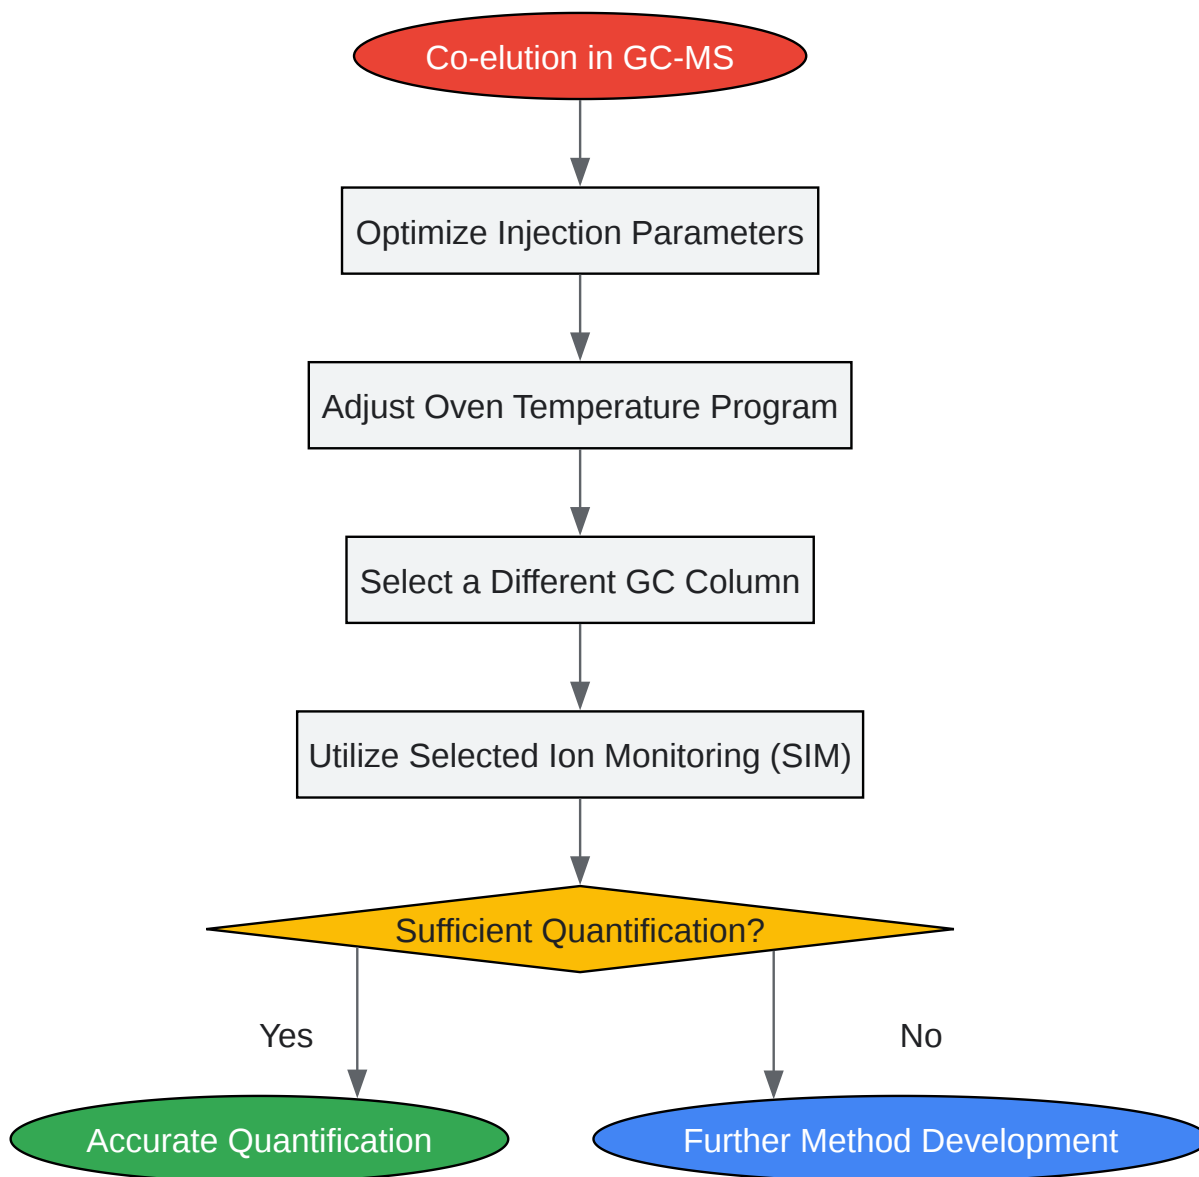 Co-elution in GC-MS
Optimize Injection Parameters
Adjust Oven Temperature Program
Select a Different GC Column
Utilize Selected Ion Monitoring (SIM)
Sufficient Quantification?
Yes
No
Accurate Quantification
Further Method Development